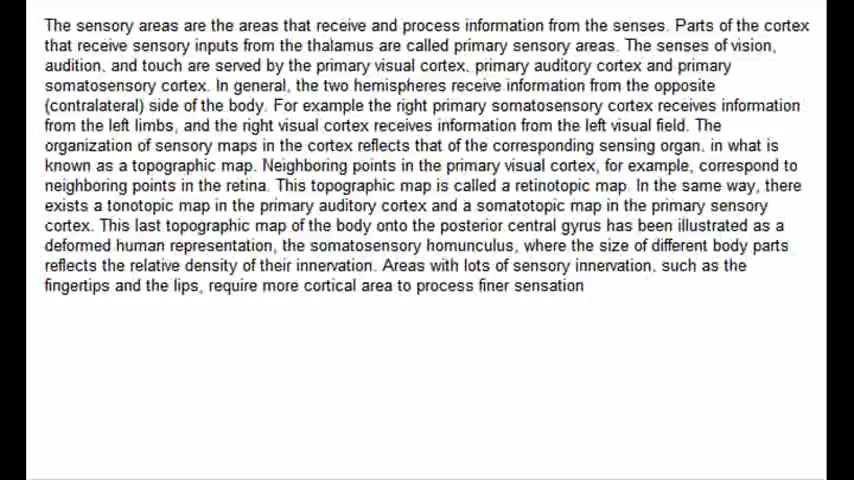 The sensory areas are the areas that receive and process information from the senses. Parts of the cortex
that receive sensory inputs from the thalamus are called primary sensory areas. The senses of vision,
audition, and touch are served by the primary visual cortex, primary auditory cortex and primary
somatosensory cortex. In general, the two hemispheres receive information from the opposite
(contralateral) side of the body. For example the right primary somatosensory cortex receives information
from the left limbs, and the right visual cortex receives information from the left visual field. The
organization of sensory maps in the cortex reflects that of the corresponding sensing organ, in what is
known as a topographic map. Neighboring points in the primary visual cortex, for example, correspond to
neighboring points in the retina. This topographic map is called a retinotopic map. In the same way, there
exists a tonotopic map in the primary auditory cortex and a somatotopic map in the primary sensory
cortex. This last topographic map of the body onto the posterior central gyrus has been illustrated as a
deformed human representation, the somatosensory homunculus, where the size of different body parts
reflects the relative density of their innervation. Areas with lots of sensory innervation, such as the
fingertips and the lips, require more cortical area to process finer sensation